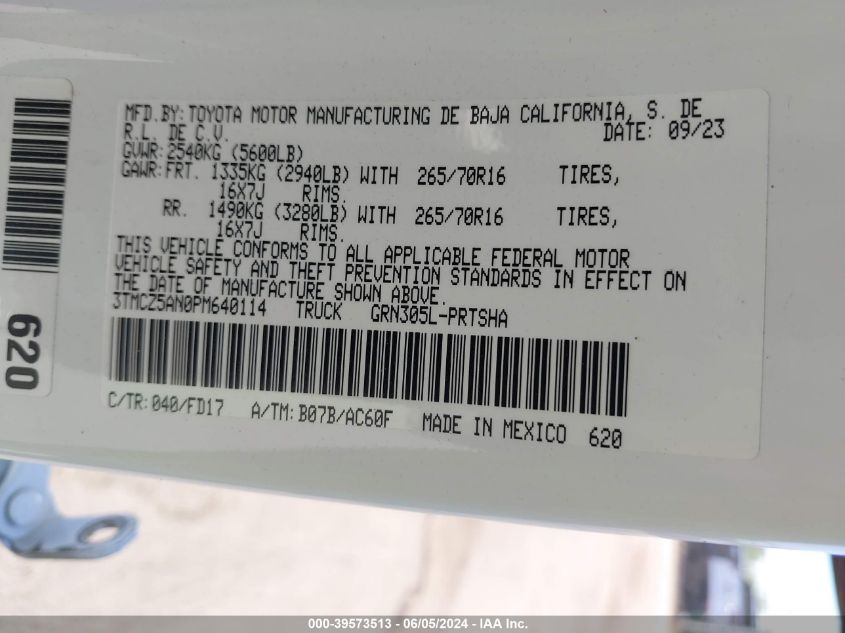 MFD.BY: TOYOTA MOTOR MANUFACTURING DE BAJA CALIFORNIA, S. DE
R.L. DE C.V. DATE: 09/23
GVWR: 2540KG (5600LB)
GAWR: FRT. 1335KG (2940LB) WITH 265/70R16 TIRES,
16X7J RIMS.
RR. 1490KG (3280LB) WITH 265/70R16 TIRES,
16X7J RIMS.
THIS VEHICLE CONFORMS TO ALL APPLICABLE FEDERAL MOTOR
VEHICLE SAFETY AND THEFT PREVENTION STANDARDS IN EFFECT ON
THE DATE OF MANUFACTURE SHOWN ABOVE.
3TMCZ5AN0PM640114 TRUCK GRN305L-PRTSHA
C/TR: 040/FD17 A/TM: B07B/AC60F MADE IN MEXICO 620
620
000-39573513 - 06/05/2024 - IAA Inc.